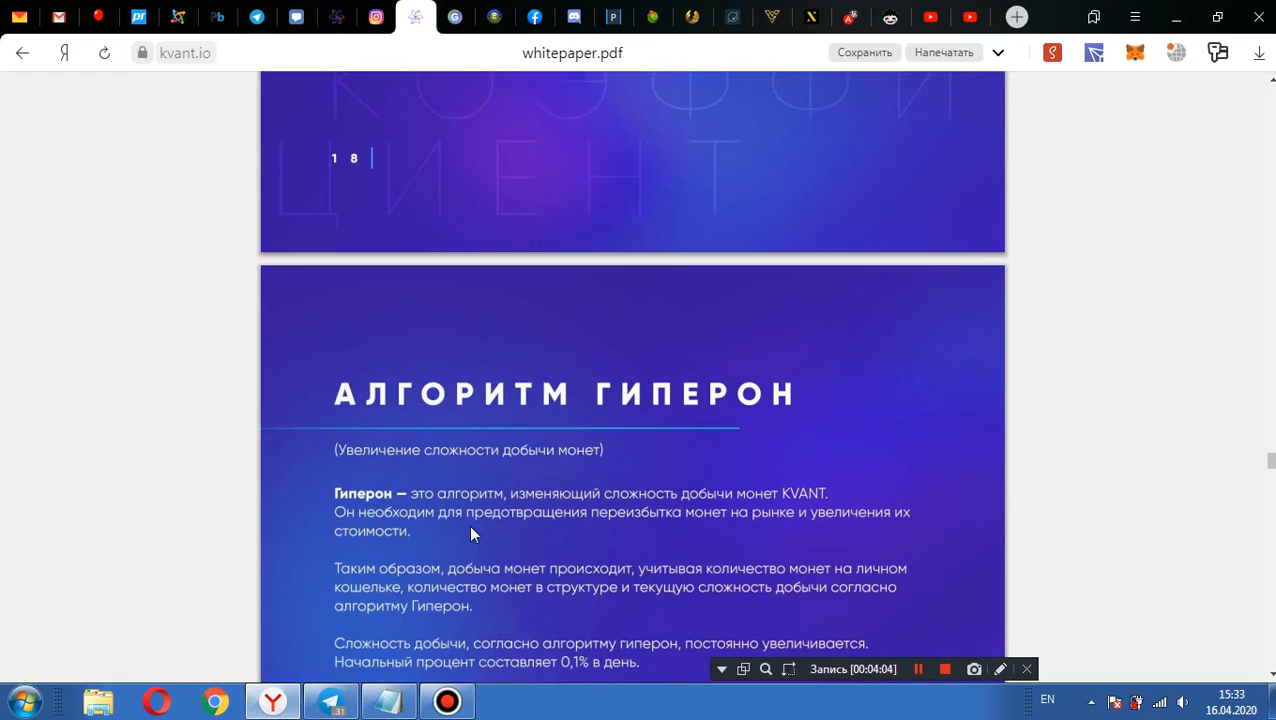 kvant.io
whitepaper.pdf
Сохранить
Напечатать
КОЭФФИ
ЦИЕНТ
1 8
АЛГОРИТМ ГИПЕРОН
(Увеличение сложности добычи монет)
Гиперон — это алгоритм, изменяющий сложность добычи монет KVANT.
Он необходим для предотвращения переизбытка монет на рынке и увеличения их
стоимости.
Таким образом, добыча монет происходит, учитывая количество монет на личном
кошельке, количество монет в структуре и текущую сложность добычи согласно
алгоритму Гиперон.
Сложность добычи, согласно алгоритму гиперон, постоянно увеличивается.
Начальный процент составляет 0,1% в день.
Запись [00:04:04]
31
EN
15:33
16.04.2020